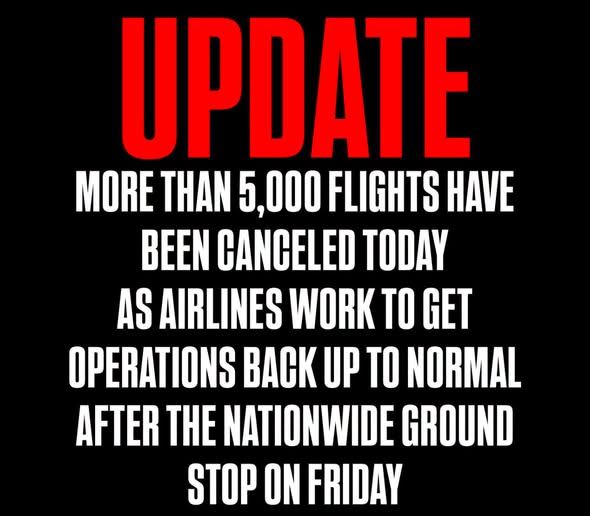 UPDATE
MORE THAN 5,000 FLIGHTS HAVE
BEEN CANCELED TODAY
AS AIRLINES WORK TO GET
OPERATIONS BACK UP TO NORMAL
AFTER THE NATIONWIDE GROUND
STOP ON FRIDAY